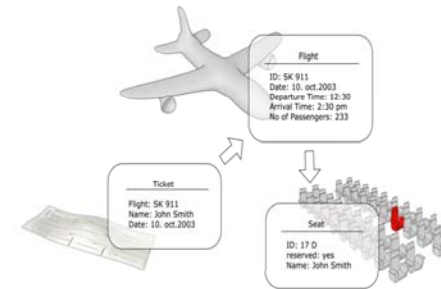 Flight
ID: SK 911
Date: 10. oct.2003
Departure Time: 12:30
Arrival Time: 2:30 pm
No of Passengers: 233
Ticket
Flight: SK 911
Name: John Smith
Date: 10. oct.2003
Seat
ID: 17 D
reserved: yes
Name: John Smith